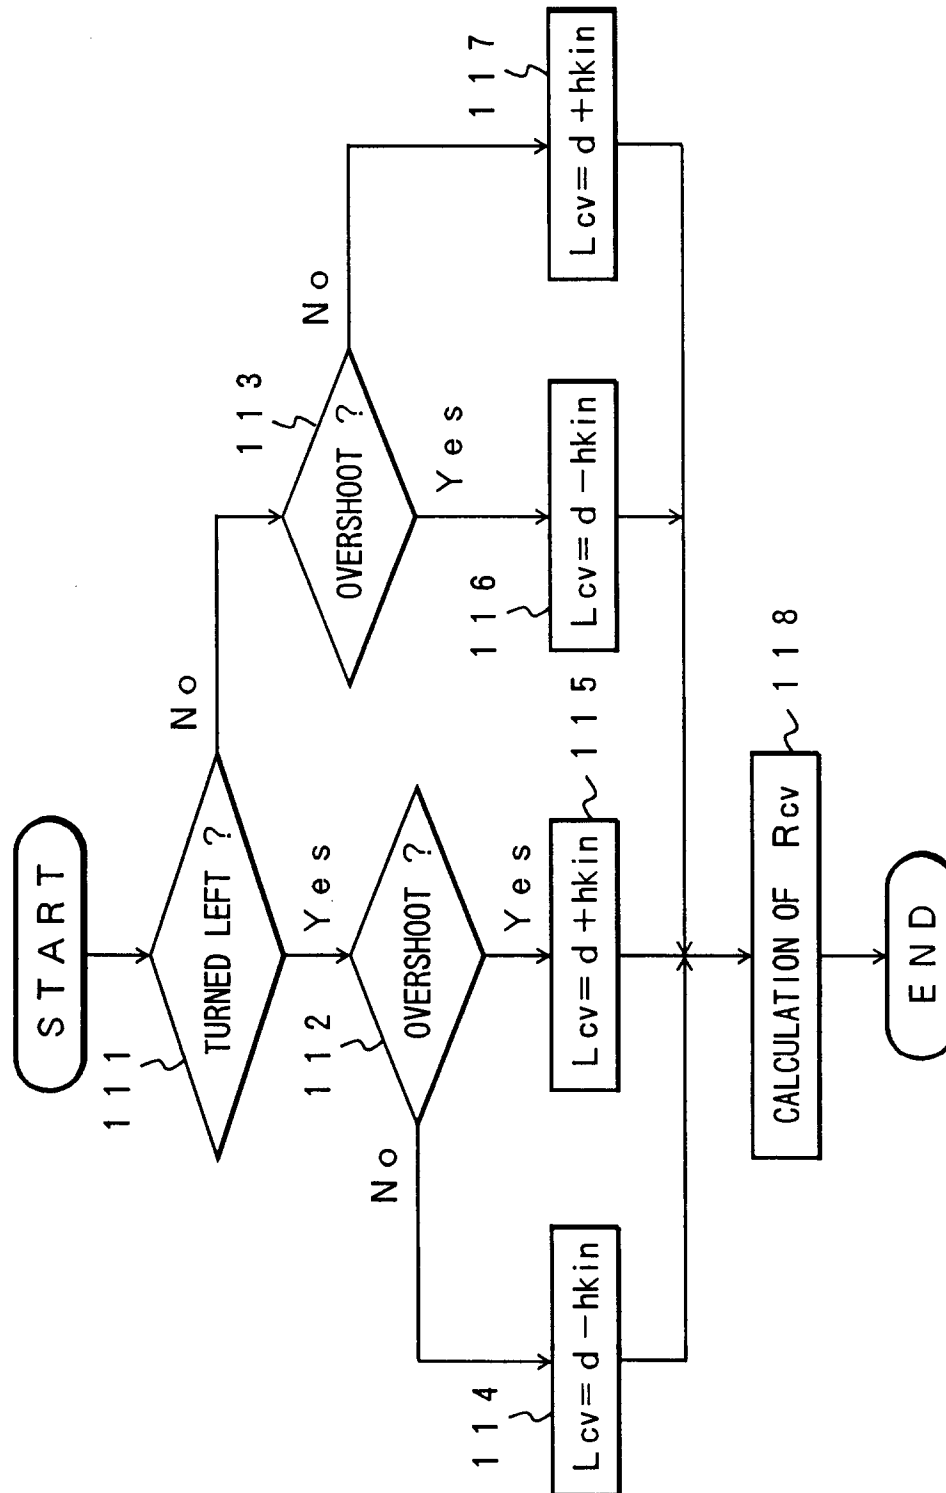 START
111
TURNED LEFT ?
No
Yes
112
OVERSHOOT ?
No
Yes
113
OVERSHOOT ?
No
Yes
114
Lcv=d-hkin
115
Lcv=d+hkin
116
Lcv=d-hkin
117
Lcv=d+hkin
118
CALCULATION OF Rcv
END